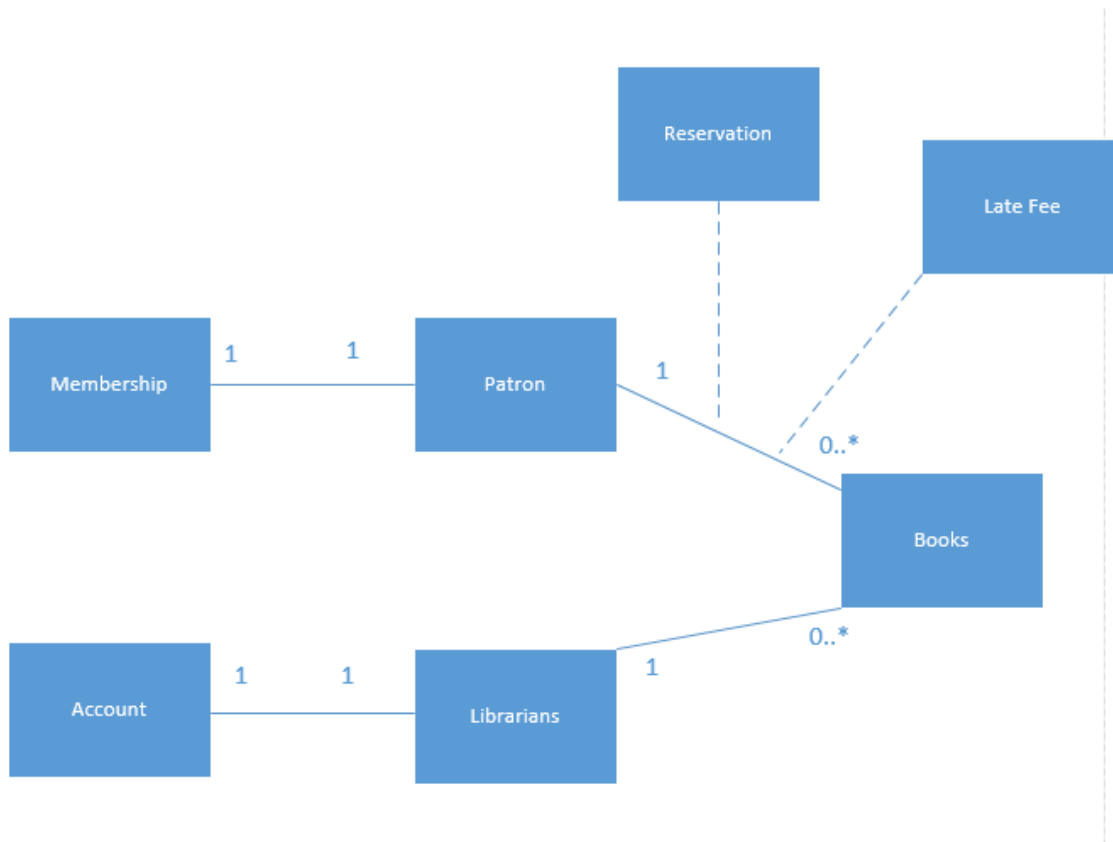 Reservation
Late Fee
1
1
1
Membership
Patron
0..*
Books
0..*
1
1
1
Account
Librarians